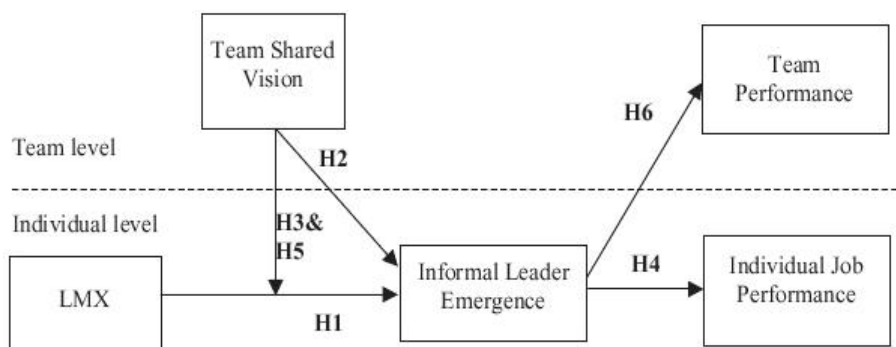 Team Shared
Vision
Team
Performance
H6
Team level
H2
Individual level
H3&
H5
LMX
H1
Informal Leader
Emergence
H4
Individual Job
Performance